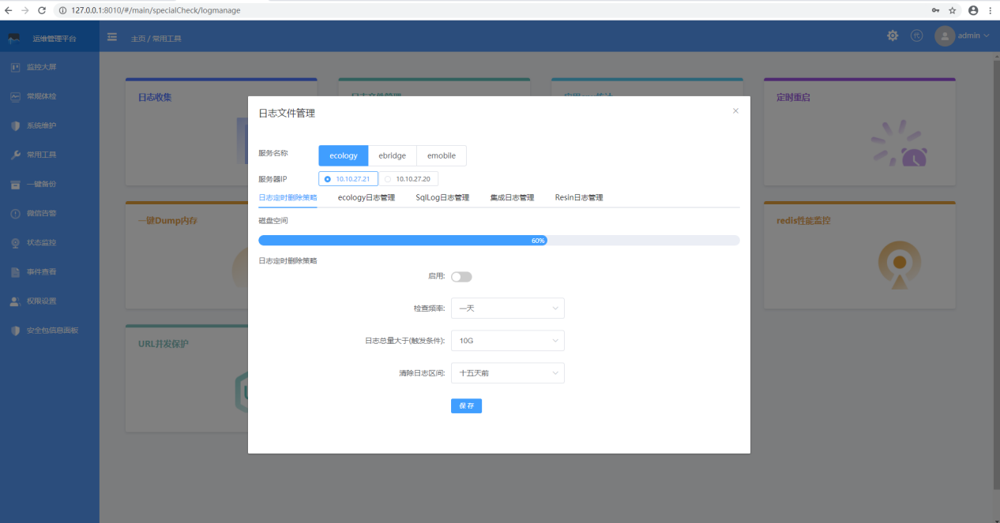 127.0.0.1:8010/#/main/specialCheck/logmanage
运维管理平台
主页 / 常用工具
代
admin
监控大屏
常规体检
系统维护
常用工具
一键备份
微信告警
状态监控
事件查看
权限设置
安全包信息面板
日志收集
定时重启
一键Dump内存
redis性能监控
URL并发保护
日志文件管理
服务名称
ecology
ebridge
emobile
服务器IP
10.10.27.21
10.10.27.20
日志定时删除策略
ecology日志管理
SqlLog日志管理
集成日志管理
Resin日志管理
磁盘空间
60%
日志定时删除策略
启用:
检查频率:
一天
日志总量大于(触发条件):
10G
清除日志区间:
十五天前
保存